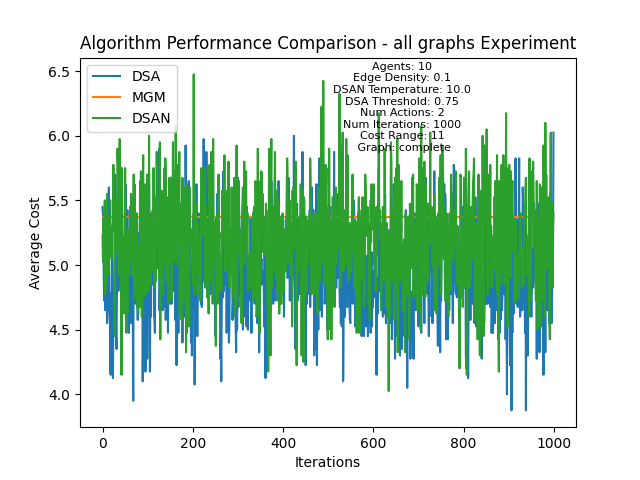 Algorithm Performance Comparison - all graphs Experiment
DSA
MGM
DSAN
Agents: 10
Edge Density: 0.1
DSAN Temperature: 10.0
DSA Threshold: 0.75
Num Actions: 2
Num Iterations: 1000
Cost Range: 11
Graph: complete
6.5
6.0
5.5
5.0
4.5
4.0
Average Cost
0
200
400
600
800
1000
Iterations